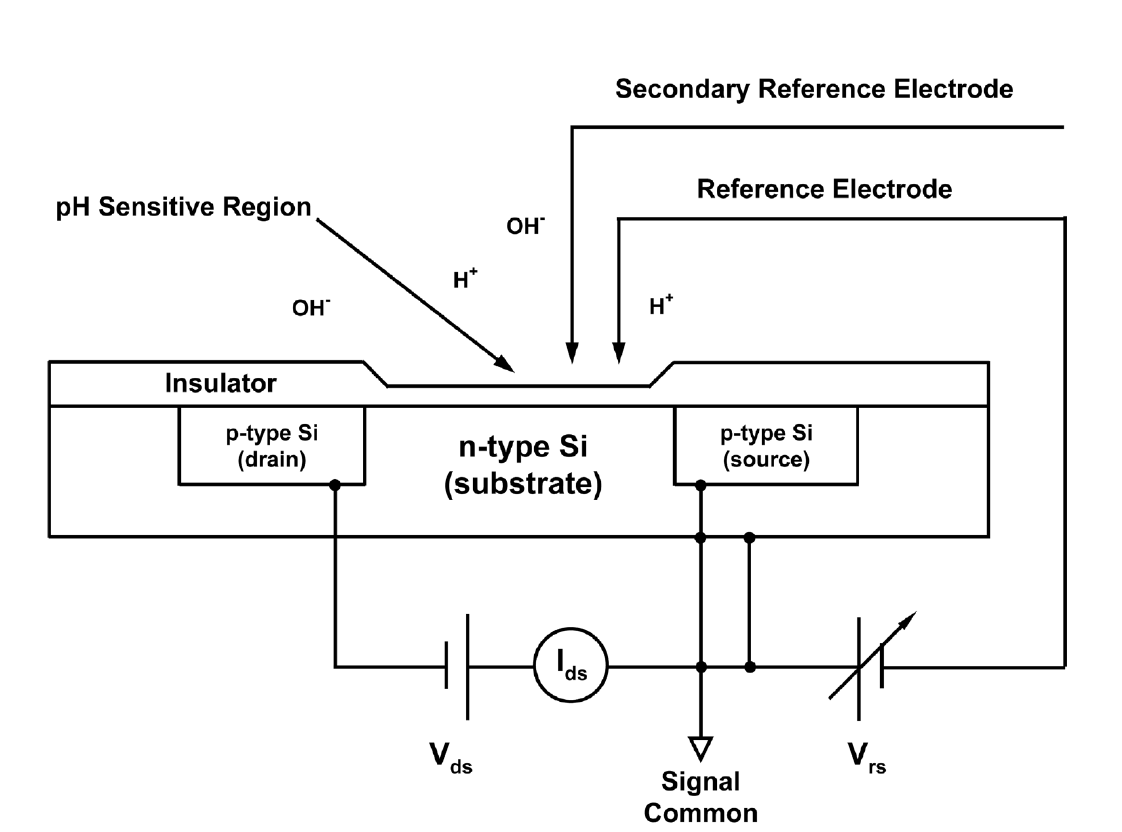 Secondary Reference Electrode
Reference Electrode
pH Sensitive Region
OH⁻
H⁺
OH⁻
H⁺
Insulator
p-type Si
(drain)
n-type Si
(substrate)
p-type Si
(source)
Ids
Vds
Vrs
Signal
Common